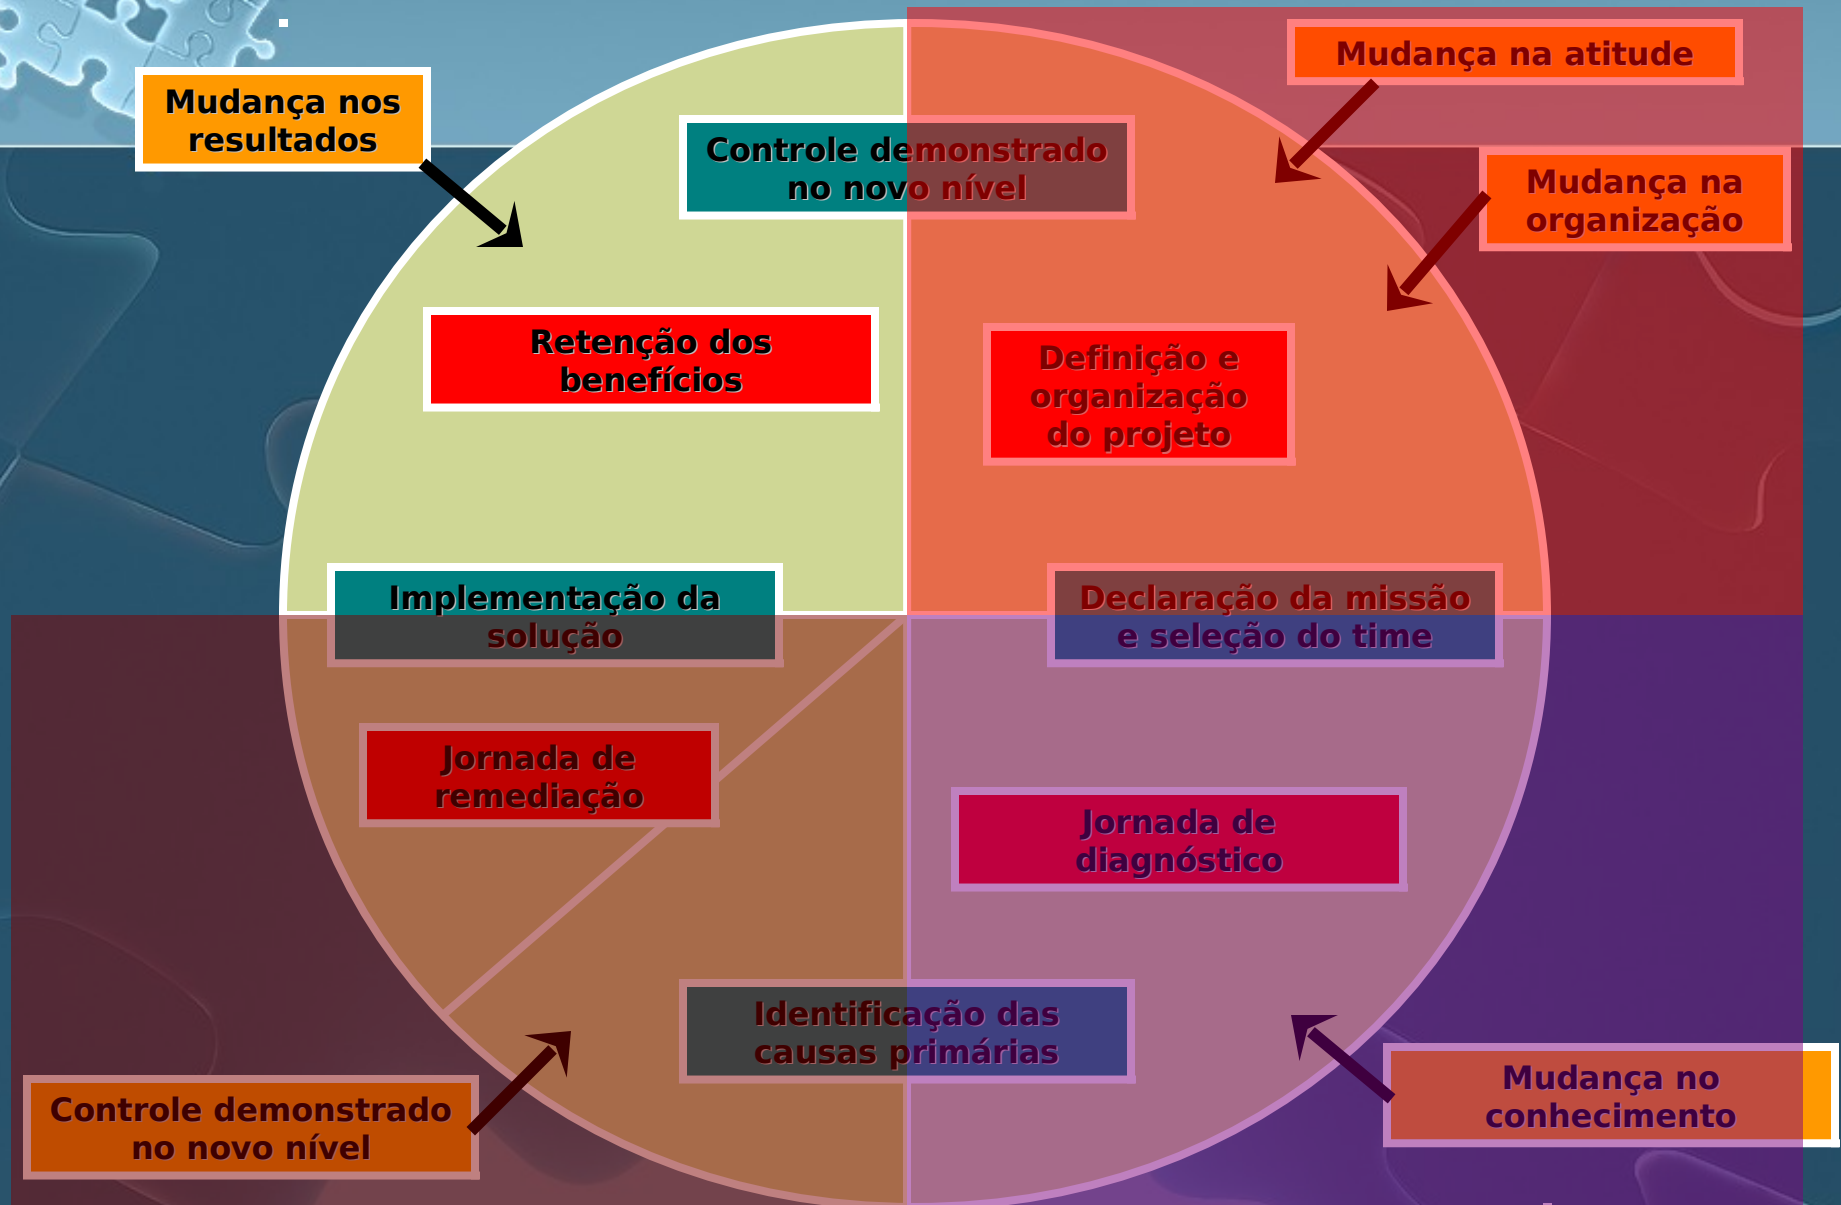 Mudança na atitude
Mudança nos
resultados
Controle demonstrado
no novo nível
Mudança na
organização
Retenção dos
benefícios
Definição e
organização
do projeto
Implementação da
solução
Declaração da missão
e seleção do time
Jornada de
remediação
Jornada de
diagnóstico
Identificação das
causas primárias
Mudança no
conhecimento
Controle demonstrado
no novo nível